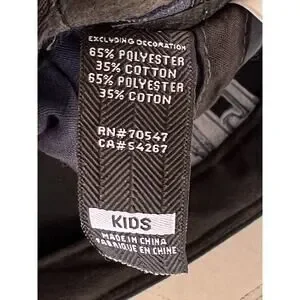 EXCLUDING DECORATION
65% POLYESTER
35% COTTON
65% POLYESTER
35% COTON
RN#70547
CA#54267
KIDS
MADE IN CHINA
FABRIQUÉ EN CHINE